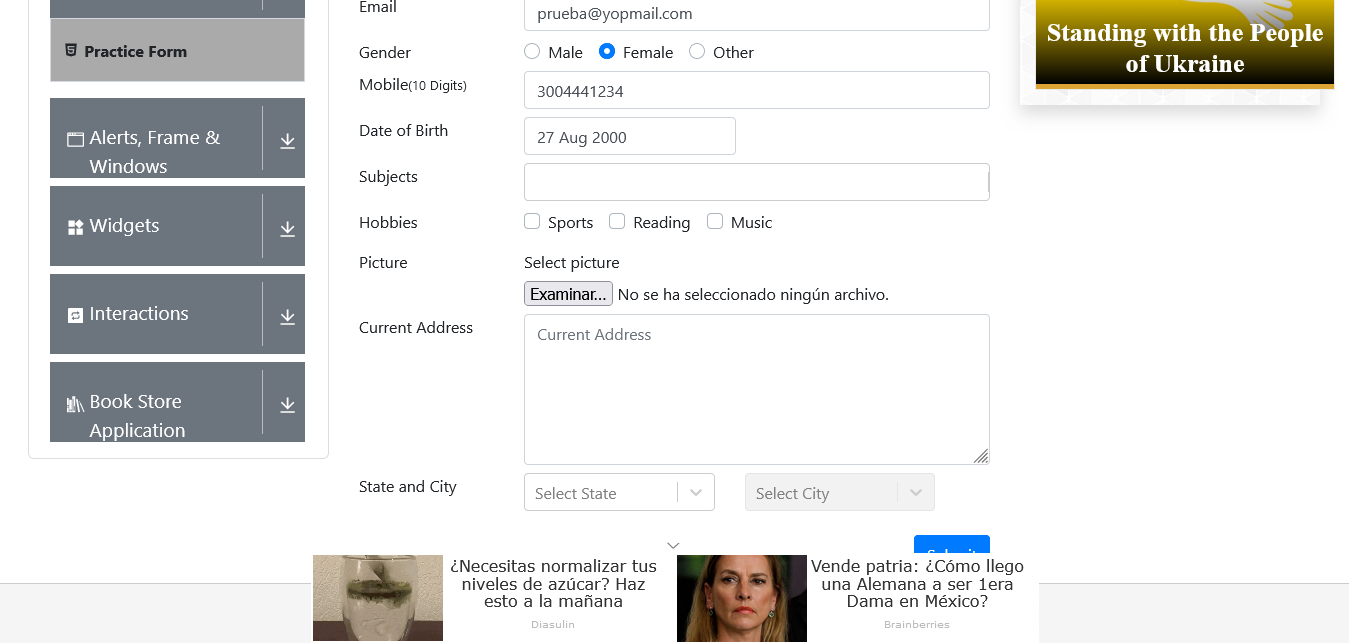 Email
prueba@yopmail.com
Practice Form
Gender
Male Female Other
Mobile(10 Digits)
3004441234
Date of Birth
27 Aug 2000
Subjects
Hobbies
Sports Reading Music
Picture
Select picture
Examinar... No se ha seleccionado ningún archivo.
Current Address
Current Address
State and City
Select State
Select City
Submit
Alerts, Frame &
Windows
Widgets
Interactions
Book Store
Application
Standing with the People
of Ukraine
¿Necesitas normalizar tus
niveles de azúcar? Haz
esto a la mañana
Diasulin
Vende patria: ¿Cómo llego
una Alemana a ser 1era
Dama en México?
Brainberries